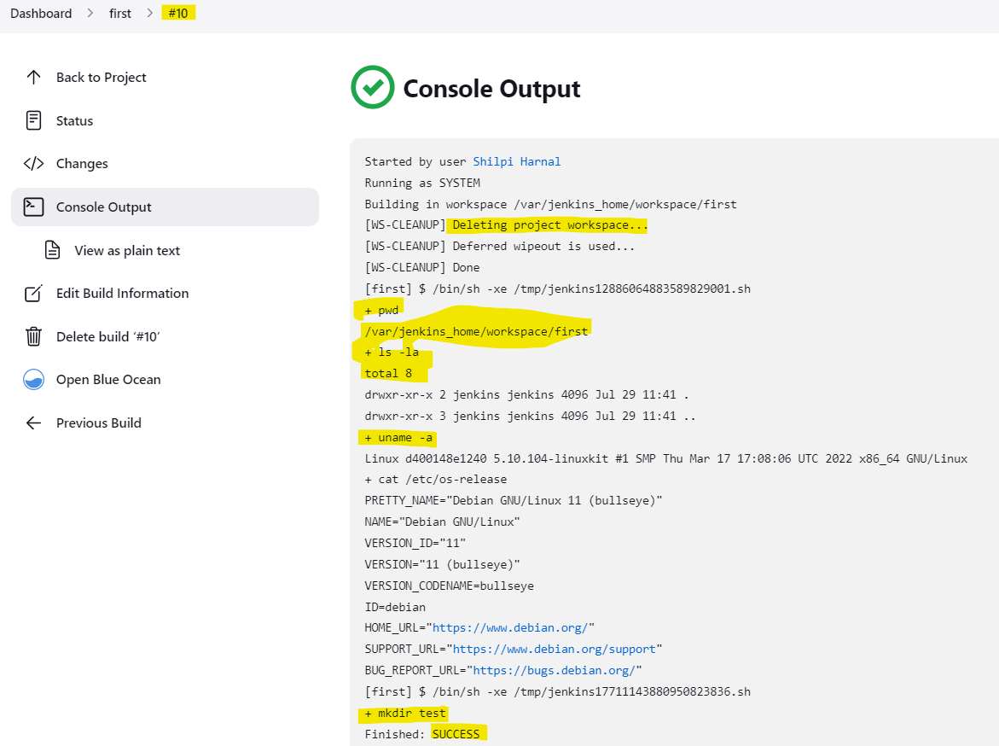 Dashboard > first > #10
Back to Project
Status
Changes
Console Output
View as plain text
Edit Build Information
Delete build ‘#10’
Open Blue Ocean
Previous Build
Console Output
Started by user Shilpi Harnal
Running as SYSTEM
Building in workspace /var/jenkins_home/workspace/first
[WS-CLEANUP] Deleting project workspace...
[WS-CLEANUP] Deferred wipeout is used...
[WS-CLEANUP] Done
[first] $ /bin/sh -xe /tmp/jenkins12886064883589829001.sh
+ pwd
/var/jenkins_home/workspace/first
+ ls -la
total 8
drwxr-xr-x 2 jenkins jenkins 4096 Jul 29 11:41 .
drwxr-xr-x 3 jenkins jenkins 4096 Jul 29 11:41 ..
+ uname -a
Linux d400148e1240 5.10.104-linuxkit #1 SMP Thu Mar 17 17:08:06 UTC 2022 x86_64 GNU/Linux
+ cat /etc/os-release
PRETTY_NAME="Debian GNU/Linux 11 (bullseye)"
NAME="Debian GNU/Linux"
VERSION_ID="11"
VERSION="11 (bullseye)"
VERSION_CODENAME=bullseye
ID=debian
HOME_URL="https://www.debian.org/"
SUPPORT_URL="https://www.debian.org/support"
BUG_REPORT_URL="https://bugs.debian.org/"
[first] $ /bin/sh -xe /tmp/jenkins17711143880950823836.sh
+ mkdir test
Finished: SUCCESS